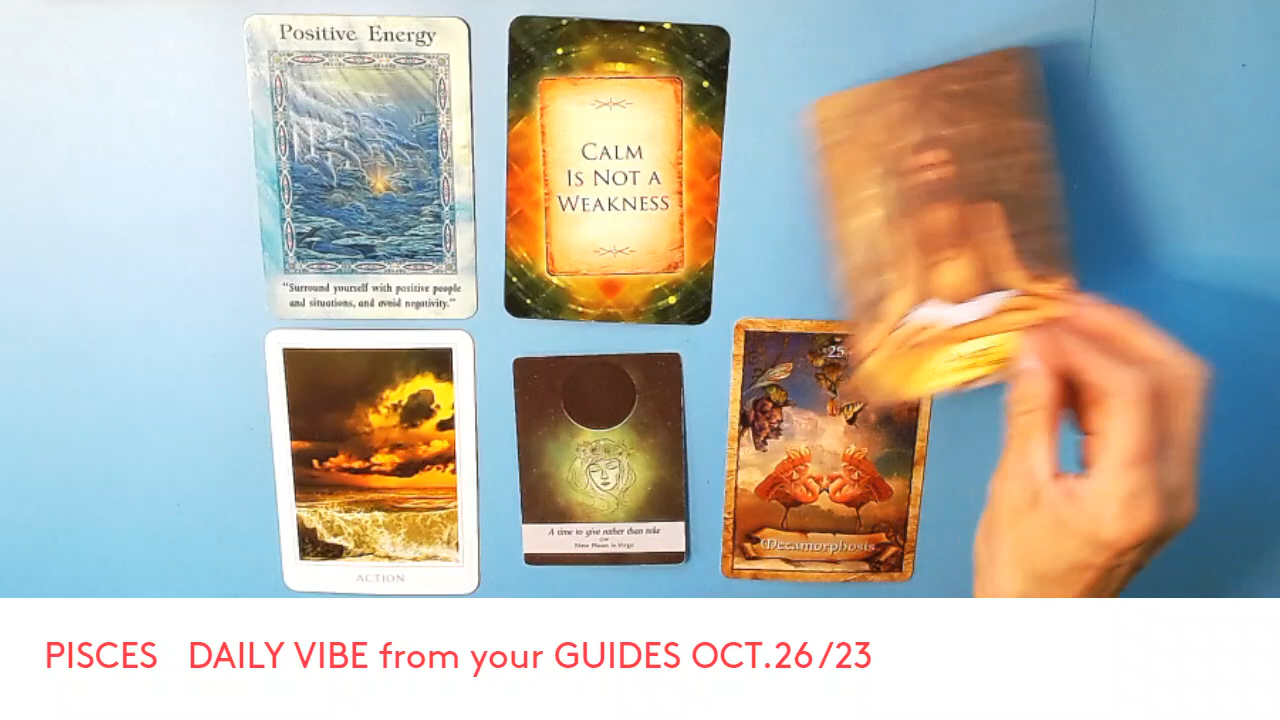 Positive Energy
"Surround yourself with positive people
and situations, and avoid negativity."
CALM
IS NOT A
WEAKNESS
ACTION
A time to give rather than take
New Moon in Virgo
25
Metamorphosis
PISCES DAILY VIBE from your GUIDES OCT.26/23